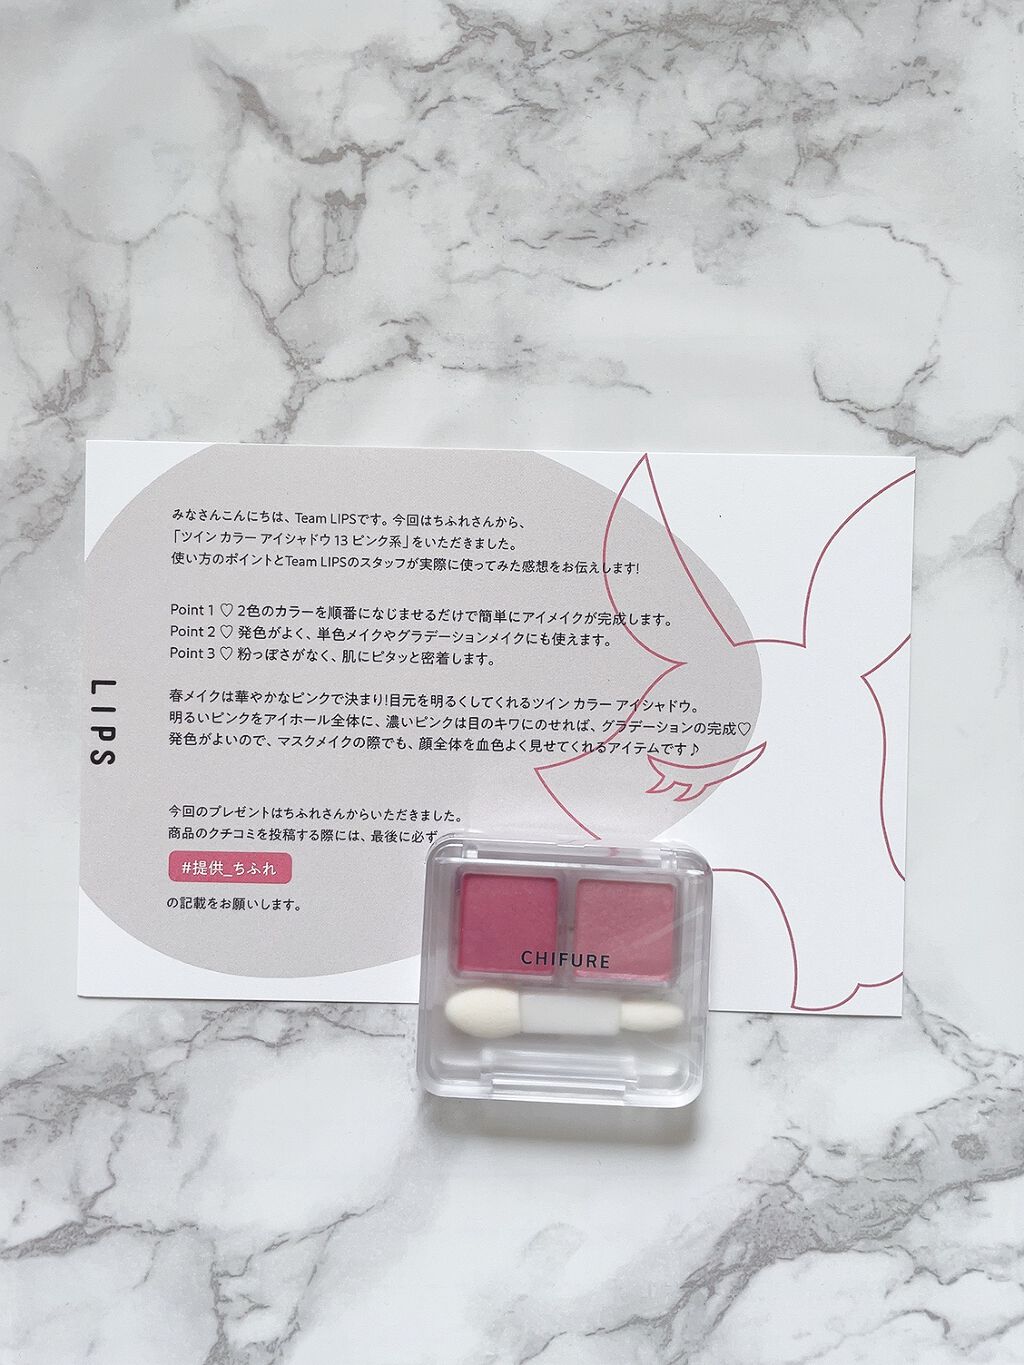 みなさんこんにちは、Team LIPSです。今回はちふれさんから、
「ツイン カラー アイシャドウ 13 ピンク系」をいただきました。
使い方のポイントとTeam LIPSのスタッフが実際に使ってみた感想をお伝えします!
Point 1 ♡ 2色のカラーを順番になじませるだけで簡単にアイメイクが完成します。
Point 2 ♡ 発色がよく、単色メイクやグラデーションメイクにも使えます。
Point 3 ♡ 粉っぽさがなく、肌にピタッと密着します。
春メイクは華やかなピンクで決まり!目元を明るくしてくれるツイン カラー アイシャドウ。
明るいピンクをアイホール全体に、濃いピンクは目のキワにのせれば、グラデーションの完成♡
発色がよいので、マスクメイクの際でも、顔全体を血色よく見せてくれるアイテムです♪
LIPS
今回のプレゼントはちふれさんからいただきました。
商品のクチコミを投稿する際には、最後に必ず
#提供_ちふれ
の記載をお願いします。
CHIFURE